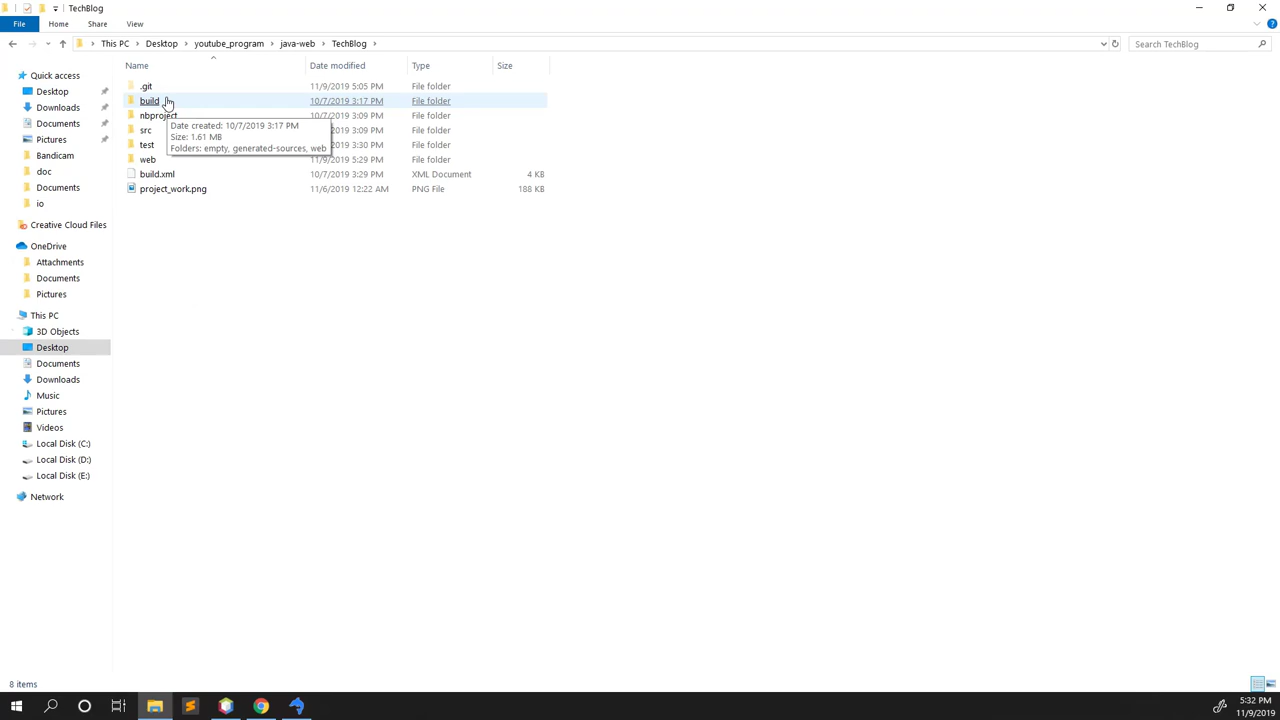 TechBlog
File Home Share View
This PC Desktop youtube_program java-web TechBlog Search TechBlog
Name Date modified Type Size
Quick access
Desktop
Downloads
Documents
Pictures
Bandicam
doc
Documents
io
Creative Cloud Files
OneDrive
Attachments
Documents
Pictures
This PC
3D Objects
Desktop
Documents
Downloads
Music
Pictures
Videos
Local Disk (C:)
Local Disk (D:)
Local Disk (E:)
Network
.git 11/9/2019 5:05 PM File folder
build 10/7/2019 3:17 PM File folder
nbproject 10/7/2019 3:09 PM File folder
src 3:09 PM File folder
test 3:30 PM File folder
web 11/9/2019 5:29 PM File folder
build.xml 10/7/2019 3:29 PM XML Document 4 KB
project_work.png 11/6/2019 12:22 AM PNG File 188 KB
Date created: 10/7/2019 3:17 PM
Size: 1.61 MB
Folders: empty, generated-sources, web
8 items
5:32 PM
11/9/2019